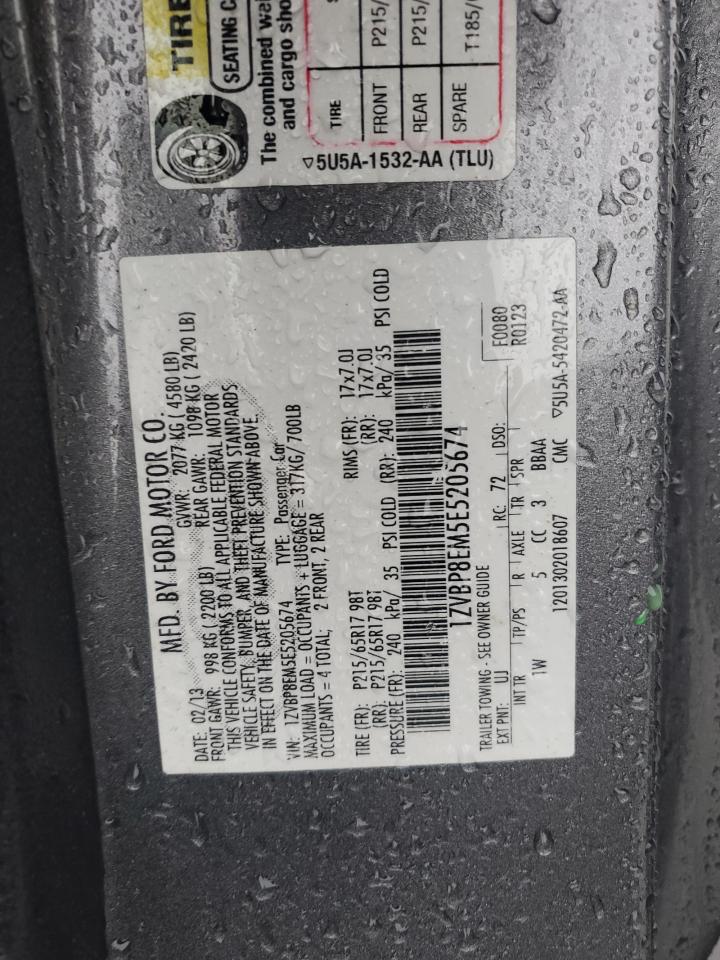 TIRE
SEATING C
The combined we
and cargo sho
TIRE
FRONT P215/
REAR P215/
SPARE T185/
▽5U5A-1532-AA (TLU)
MFD. BY FORD MOTOR CO.
DATE: 02/13 GVWR: 2077 KG ( 4580 LB)
FRONT GAWR: 998 KG ( 2200 LB) REAR GAWR: 1098 KG ( 2420 LB)
THIS VEHICLE CONFORMS TO ALL APPLICABLE FEDERAL MOTOR
VEHICLE SAFETY, BUMPER, AND THEFT PREVENTION STANDARDS
IN EFFECT ON THE DATE OF MANUFACTURE SHOWN ABOVE.
VIN: 1ZVBP8EM5E5205674 TYPE: Passenger Car
MAXIMUM LOAD = OCCUPANTS + LUGGAGE = 317KG/ 700LB
OCCUPANTS = 4 TOTAL; 2 FRONT, 2 REAR
TIRE (FR): P215/65R17 98T RIMS (FR): 17x7.0J
(RR): P215/65R17 98T (RR): 17x7.0J
PRESSURE (FR): 240 kPa/ 35 PSI COLD (RR): 240 kPa/ 35 PSI COLD
1ZVBP8EM5E5205674
TRAILER TOWING - SEE OWNER GUIDE
F0080
EXT PNT: UJ RC: 72 DSO: R0123
INT TR TP/PS R AXLE TR SPR
1W 5 CC 3 BBAA
1201302018607 CMC ▽5U5A-5420472-AA